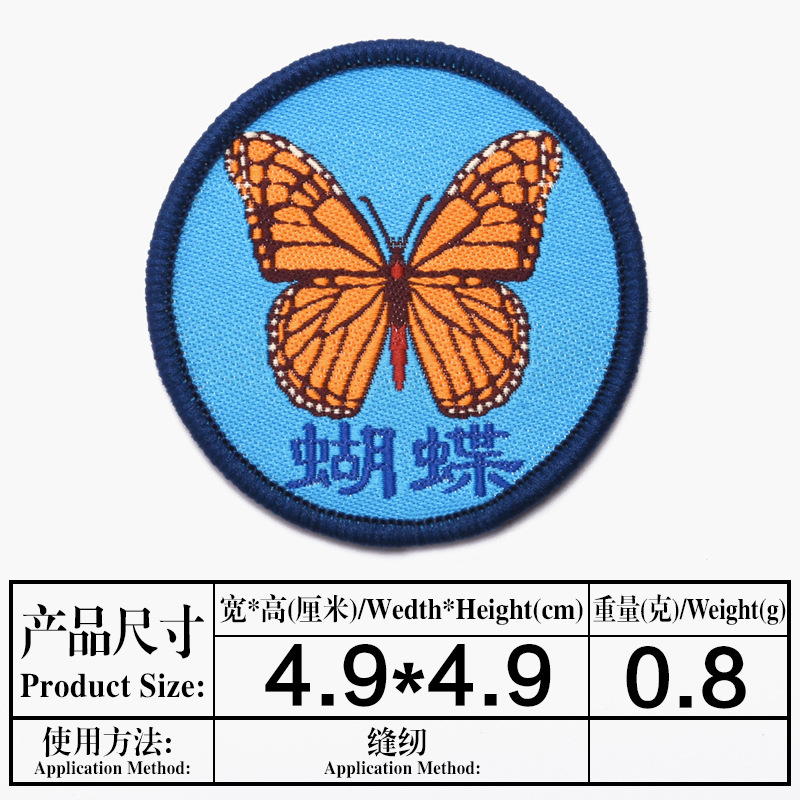 蝴蝶
产品尺寸
Product Size:
宽*高(厘米)/Wedth*Height(cm)
重量(克)/Weight(g)
4.9*4.9
0.8
使用方法:
Application Method:
缝纫
Application Method: